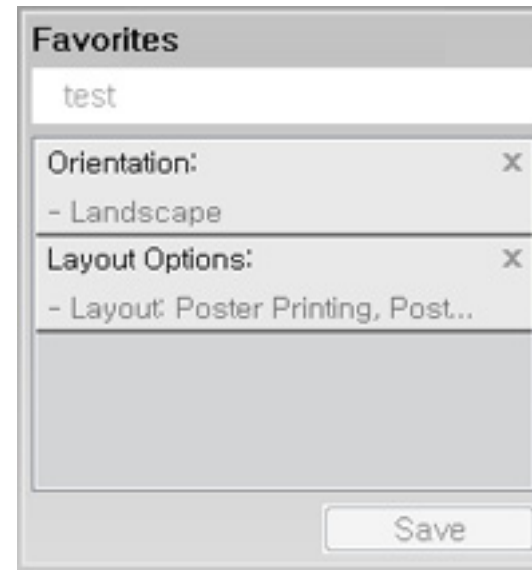 Favorites
test
Orientation: x
- Landscape
Layout Options: x
- Layout: Poster Printing, Post...
Save